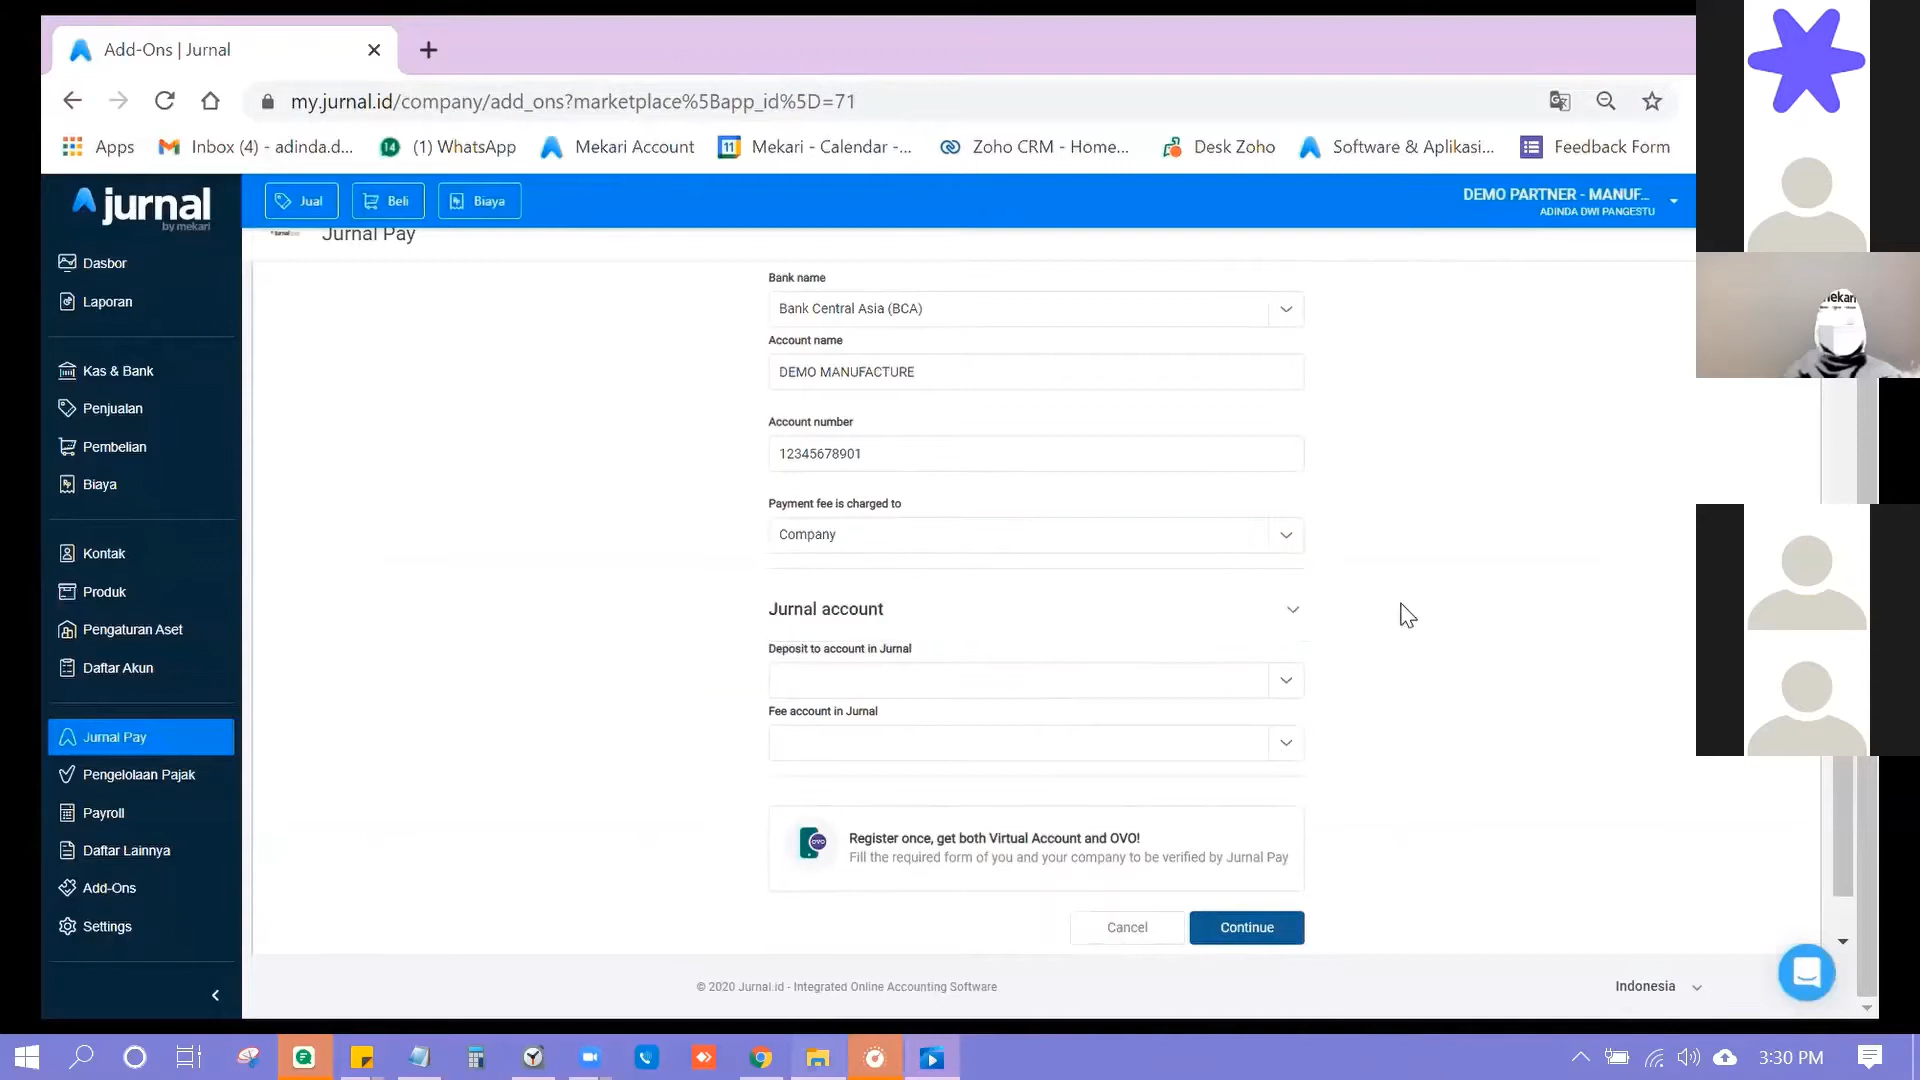 Add-Ons | Jurnal
my.jurnal.id/company/add_ons?marketplace%5Bapp_id%5D=71
Apps
Inbox (4) - adinda.d...
14
(1) WhatsApp
Mekari Account
11
Mekari - Calendar -...
Zoho CRM - Home...
Desk Zoho
Software & Aplikasi...
Feedback Form
jurnal
by mekari
Jual
Beli
Biaya
DEMO PARTNER - MANUF...
ADINDA DWI PANGESTU
Jurnal Pay
Dasbor
Laporan
Kas & Bank
Penjualan
Pembelian
Biaya
Kontak
Produk
Pengaturan Aset
Daftar Akun
Jurnal Pay
Pengelolaan Pajak
Payroll
Daftar Lainnya
Add-Ons
Settings
Bank name
Bank Central Asia (BCA)
Account name
DEMO MANUFACTURE
Account number
12345678901
Payment fee is charged to
Company
Jurnal account
Deposit to account in Jurnal
Fee account in Jurnal
OVO
Register once, get both Virtual Account and OVO!
Fill the required form of you and your company to be verified by Jurnal Pay
Cancel
Continue
© 2020 Jurnal.id - Integrated Online Accounting Software
Indonesia
mekari
3:30 PM